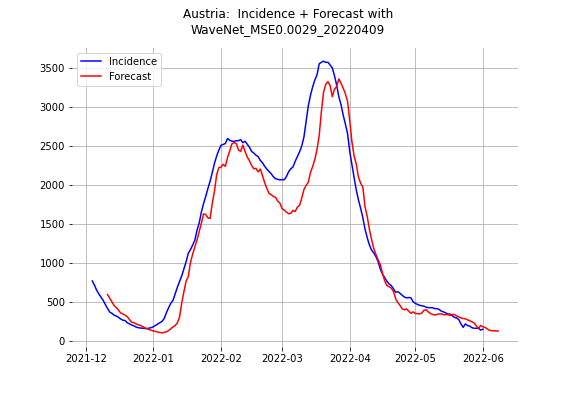 Austria:  Incidence + Forecast with
WaveNet_MSE0.0029_20220409
Incidence
Forecast
3500
3000
2500
2000
1500
1000
500
0
2021-12 2022-01 2022-02 2022-03 2022-04 2022-05 2022-06